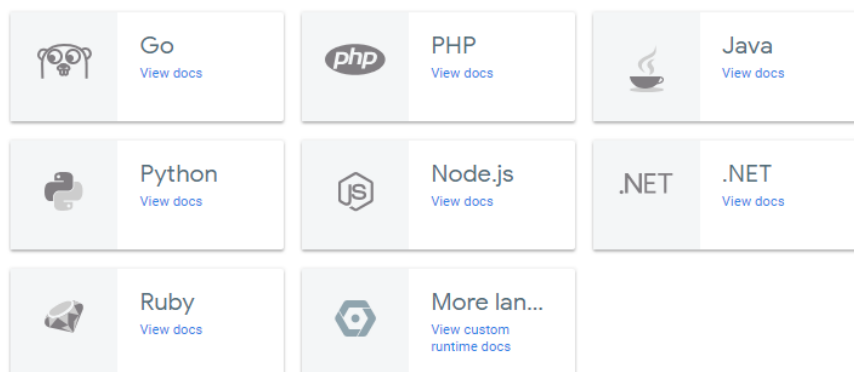 Go
View docs
php
PHP
View docs
Java
View docs
Python
View docs
JS
Node.js
View docs
.NET
.NET
View docs
Ruby
View docs
More lan...
View custom
runtime docs